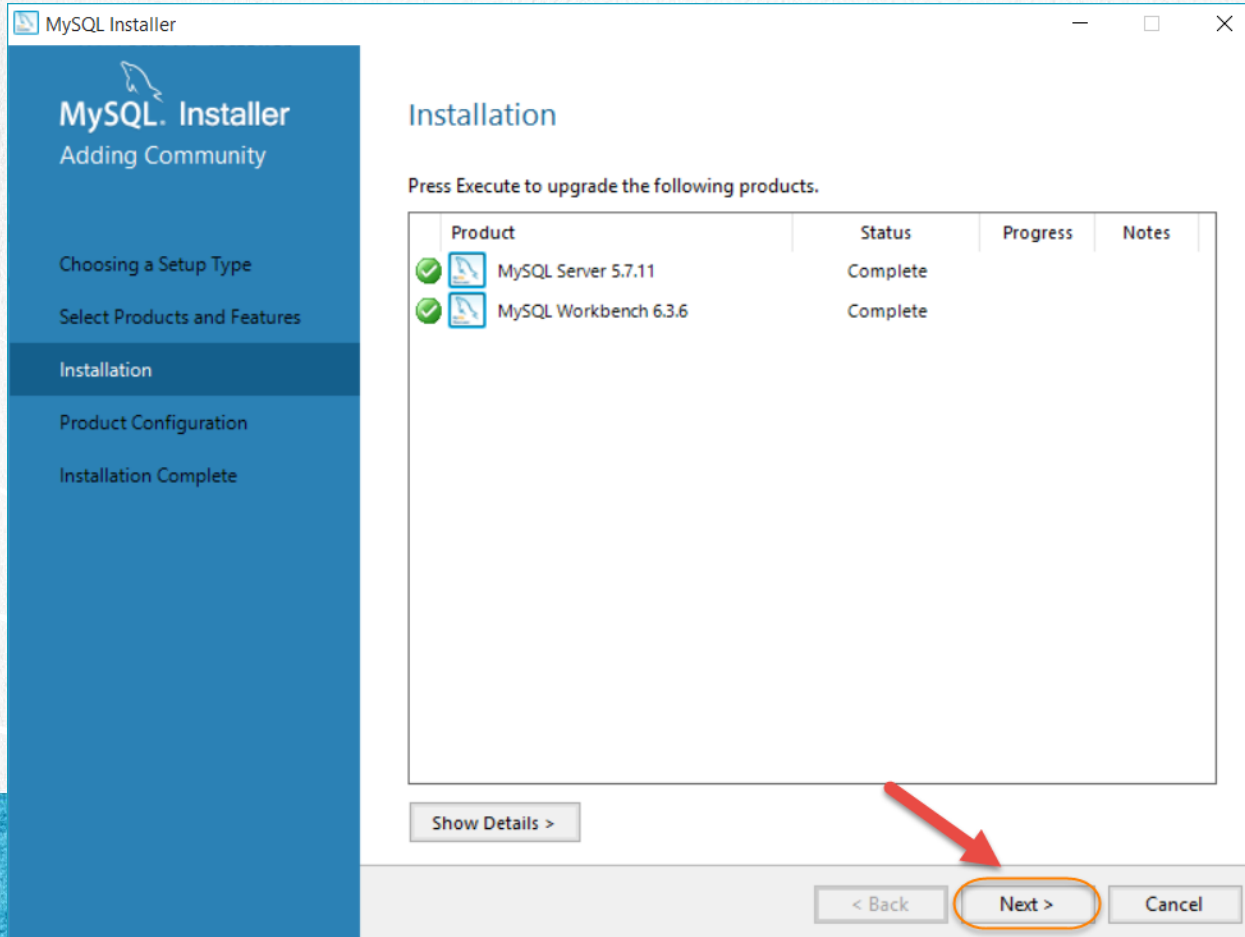 MySQL Installer
MySQL. Installer
Adding Community
Choosing a Setup Type
Select Products and Features
Installation
Product Configuration
Installation Complete
Installation
Press Execute to upgrade the following products.
Product Status Progress Notes
MySQL Server 5.7.11 Complete
MySQL Workbench 6.3.6 Complete
Show Details >
< Back Next > Cancel